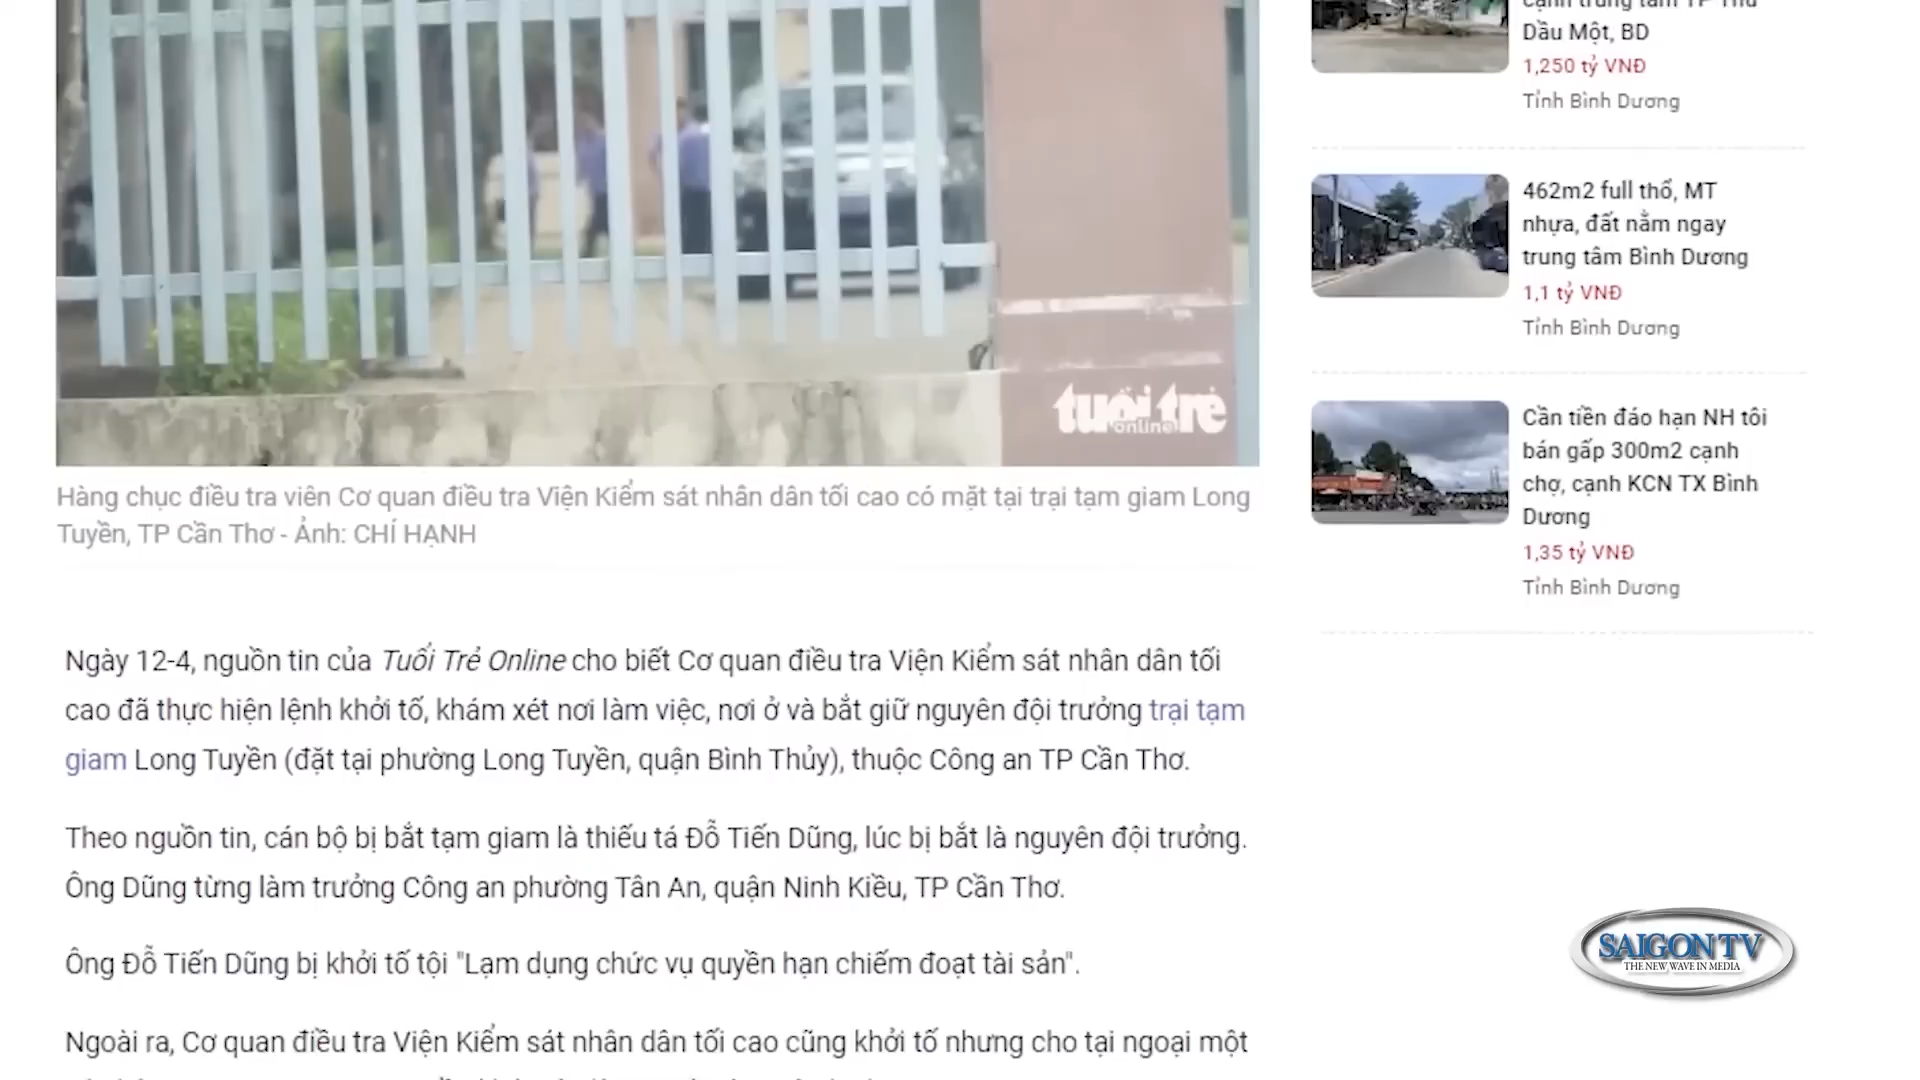 tuổi trẻ
online
Hàng chục điều tra viên Cơ quan điều tra Viện Kiểm sát nhân dân tối cao có mặt tại trại tạm giam Long
Tuyền, TP Cần Thơ - Ảnh: CHÍ HẠNH
Ngày 12-4, nguồn tin của Tuổi Trẻ Online cho biết Cơ quan điều tra Viện Kiểm sát nhân dân tối
cao đã thực hiện lệnh khởi tố, khám xét nơi làm việc, nơi ở và bắt giữ nguyên đội trưởng trại tạm
giam Long Tuyền (đặt tại phường Long Tuyền, quận Bình Thủy), thuộc Công an TP Cần Thơ.
Theo nguồn tin, cán bộ bị bắt tạm giam là thiếu tá Đỗ Tiến Dũng, lúc bị bắt là nguyên đội trưởng.
Ông Dũng từng làm trưởng Công an phường Tân An, quận Ninh Kiều, TP Cần Thơ.
Ông Đỗ Tiến Dũng bị khởi tố tội "Lạm dụng chức vụ quyền hạn chiếm đoạt tài sản".
Ngoài ra, Cơ quan điều tra Viện Kiểm sát nhân dân tối cao cũng khởi tố nhưng cho tại ngoại một
cạnh trung tâm TP Thủ
Dầu Một, BD
1,250 tỷ VNĐ
Tỉnh Bình Dương
462m2 full thổ, MT
nhựa, đất nằm ngay
trung tâm Bình Dương
1,1 tỷ VNĐ
Tỉnh Bình Dương
Cần tiền đáo hạn NH tôi
bán gấp 300m2 cạnh
chợ, cạnh KCN TX Bình
Dương
1,35 tỷ VNĐ
Tỉnh Bình Dương
SAIGON TV
THE NEW WAVE IN MEDIA